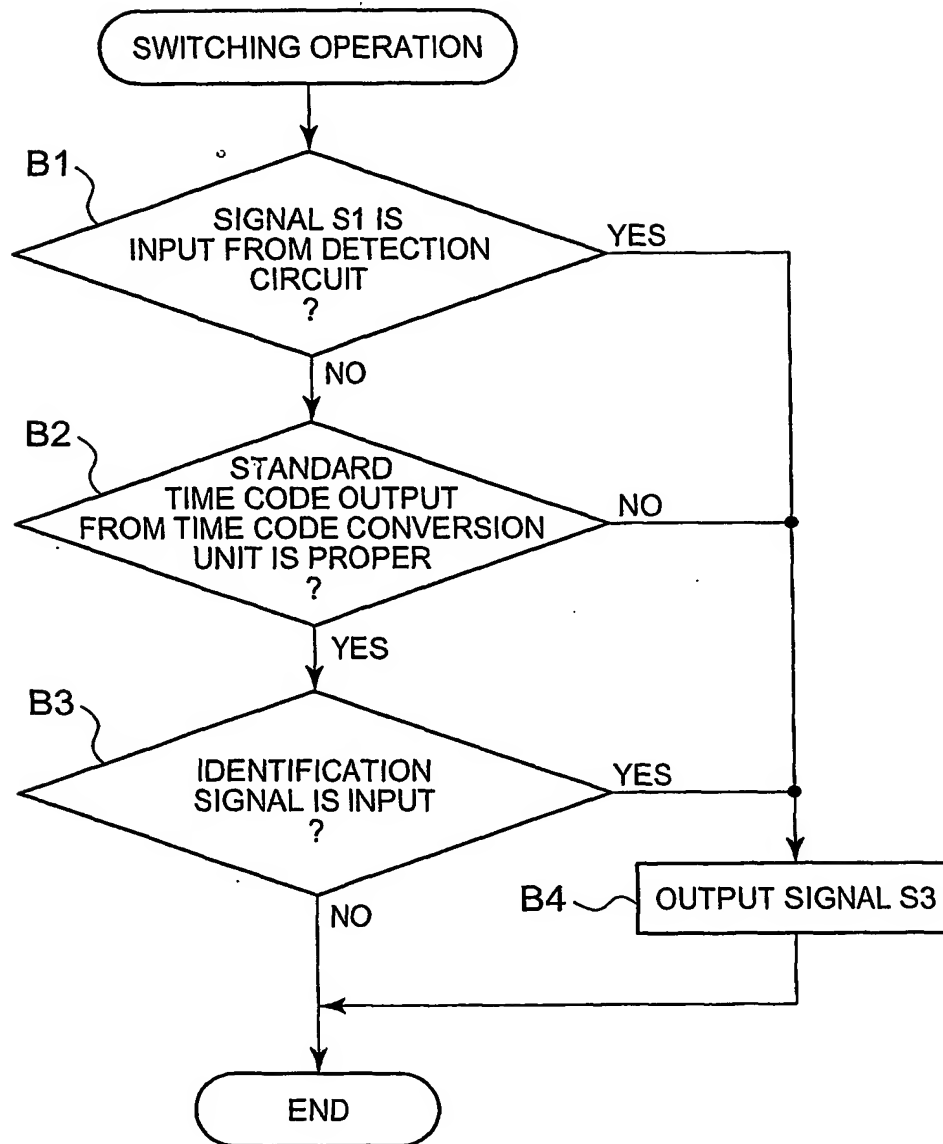 SWITCHING OPERATION
B1
SIGNAL S1 IS
INPUT FROM DETECTION
CIRCUIT
?
YES
NO
B2
STANDARD
TIME CODE OUTPUT
FROM TIME CODE CONVERSION
UNIT IS PROPER
?
NO
YES
B3
IDENTIFICATION
SIGNAL IS INPUT
?
YES
NO
B4
OUTPUT SIGNAL S3
END